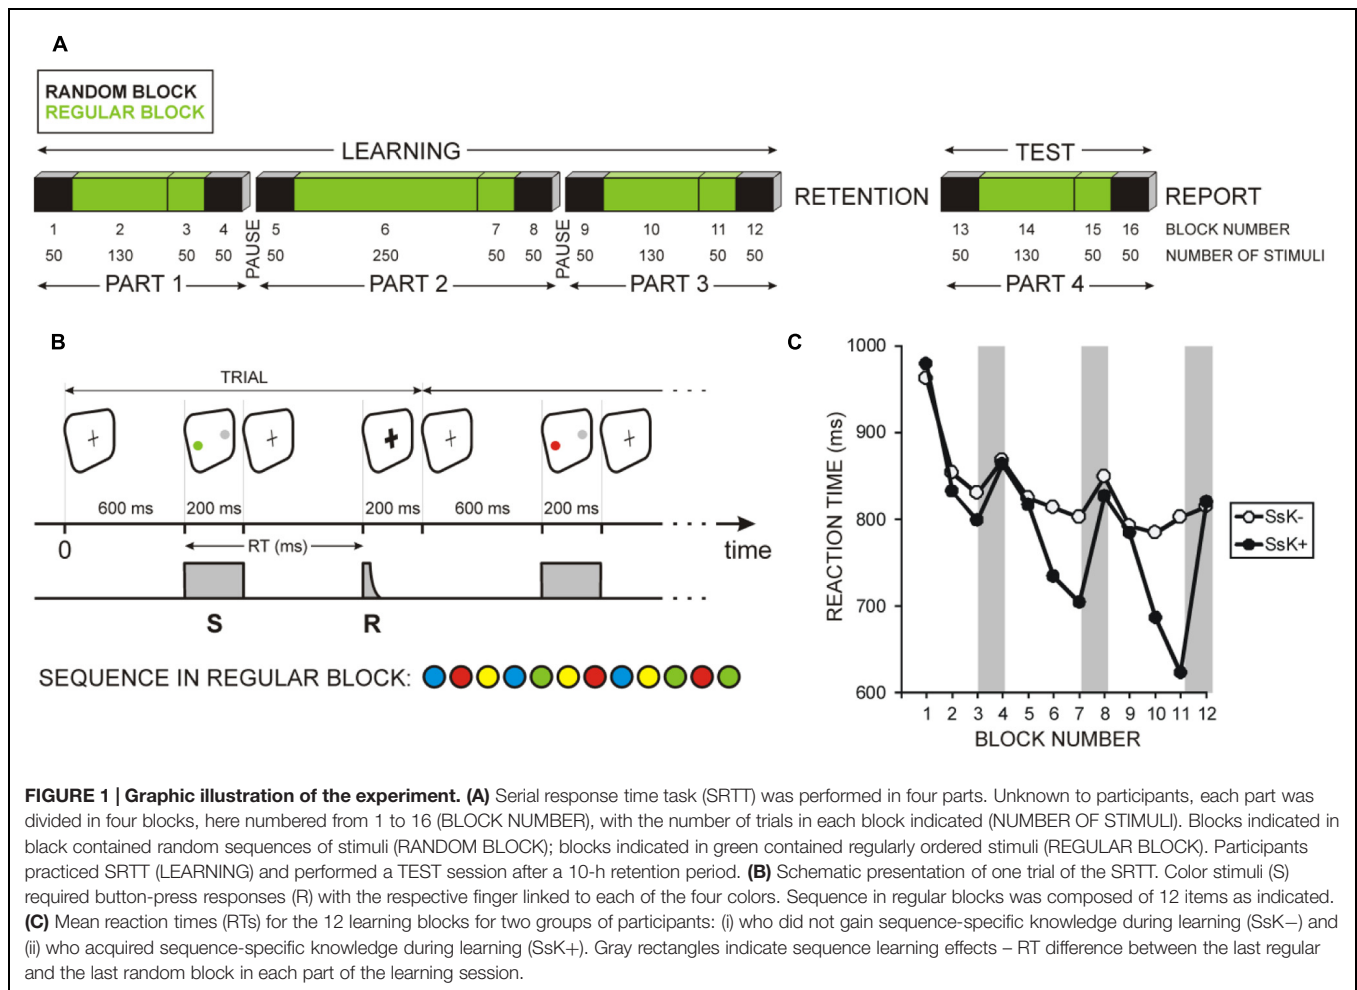 A
RANDOM BLOCK
REGULAR BLOCK
LEARNING
TEST
RETENTION
REPORT
1 2 3 4 PAUSE 5 6 7 8 PAUSE 9 10 11 12 13 14 15 16 BLOCK NUMBER
50 130 50 50 50 250 50 50 50 130 50 50 50 130 50 50 NUMBER OF STIMULI
PART 1 PART 2 PART 3 PART 4
B
TRIAL
600 ms 200 ms 200 ms 600 ms 200 ms
0 RT (ms) time
S R
SEQUENCE IN REGULAR BLOCK:
C
1000
900
800
700
600
REACTION TIME (ms)
SsK-
SsK+
1 2 3 4 5 6 7 8 9 10 11 12
BLOCK NUMBER
FIGURE 1 | Graphic illustration of the experiment. (A) Serial response time task (SRTT) was performed in four parts. Unknown to participants, each part was
divided in four blocks, here numbered from 1 to 16 (BLOCK NUMBER), with the number of trials in each block indicated (NUMBER OF STIMULI). Blocks indicated in
black contained random sequences of stimuli (RANDOM BLOCK); blocks indicated in green contained regularly ordered stimuli (REGULAR BLOCK). Participants
practiced SRTT (LEARNING) and performed a TEST session after a 10-h retention period. (B) Schematic presentation of one trial of the SRTT. Color stimuli (S)
required button-press responses (R) with the respective finger linked to each of the four colors. Sequence in regular blocks was composed of 12 items as indicated.
(C) Mean reaction times (RTs) for the 12 learning blocks for two groups of participants: (i) who did not gain sequence-specific knowledge during learning (SsK−) and
(ii) who acquired sequence-specific knowledge during learning (SsK+). Gray rectangles indicate sequence learning effects – RT difference between the last regular
and the last random block in each part of the learning session.